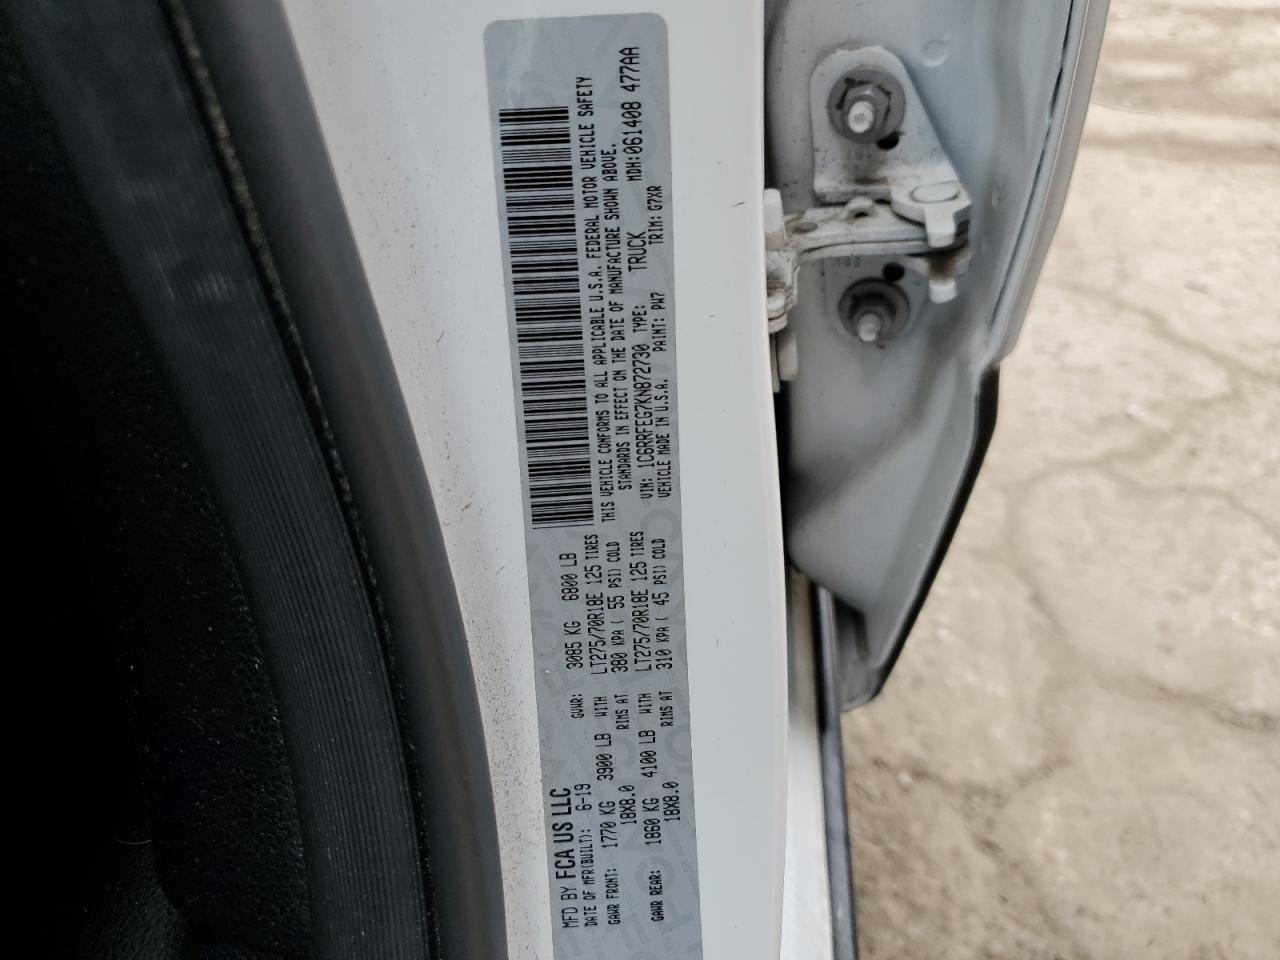 MFD BY FCA US LLC
DATE OF MFR(BUILT): 6-19 GVWR: 3085 KG 6800 LB
GAWR FRONT: 1770 KG 3900 LB WITH LT275/70R18E 125 TIRES
18X8.0 RIMS AT 380 KPA ( 55 PSI) COLD
GAWR REAR: 1860 KG 4100 LB WITH LT275/70R18E 125 TIRES
18X8.0 RIMS AT 310 KPA ( 45 PSI) COLD
THIS VEHICLE CONFORMS TO ALL APPLICABLE U.S.A. FEDERAL MOTOR VEHICLE SAFETY
STANDARDS IN EFFECT ON THE DATE OF MANUFACTURE SHOWN ABOVE.
VIN: 1C6RRFEG7KN872730 TYPE: TRUCK MDH:061408 477AA
VEHICLE MADE IN U.S.A. PAINT: PW7 TRIM: G7XR